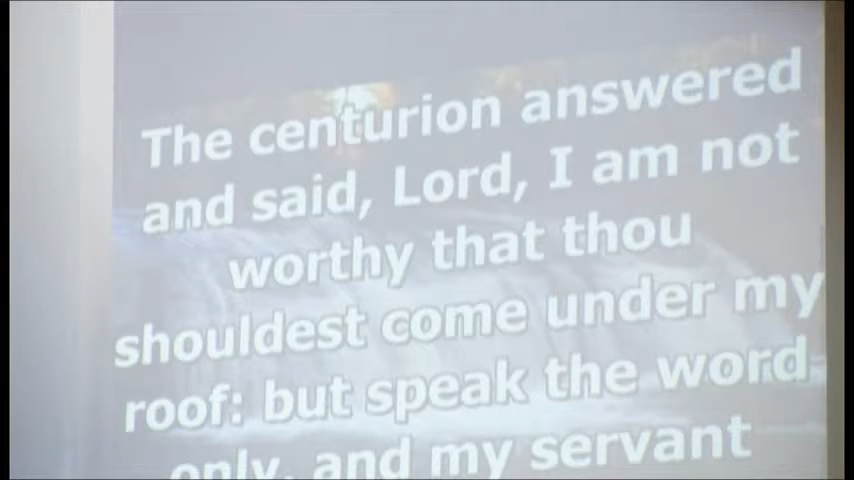 The centurion answered
and said, Lord, I am not
worthy that thou
shouldest come under my
roof: but speak the word
only, and my servant